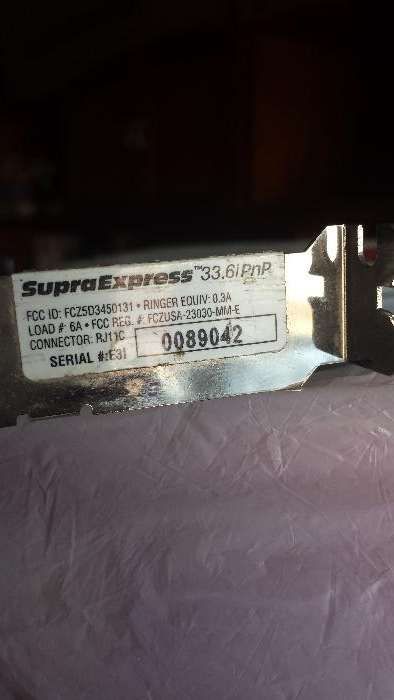 SupraExpress™ 33.6i PnP
FCC ID: FCZ5D3450131 • RINGER EQUIV: 0.3A
LOAD #: 6A • FCC REG. #: FCZUSA-23030-MM-E
CONNECTOR: RJ11C
SERIAL #: E31 0089042